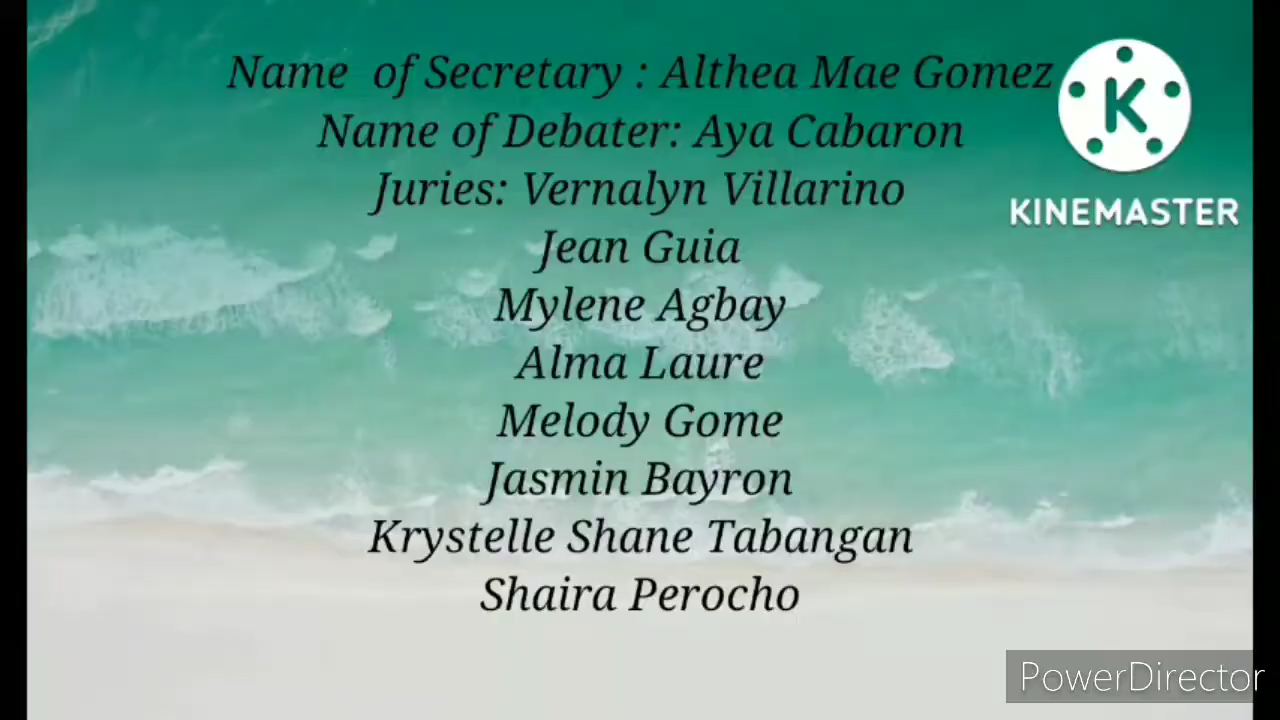 Name of Secretary : Althea Mae Gomez
Name of Debater: Aya Cabaron
Juries: Vernalyn Villarino
Jean Guia
Mylene Agbay
Alma Laure
Melody Gome
Jasmin Bayron
Krystelle Shane Tabangan
Shaira Perocho
K
KINEMASTER
PowerDirector